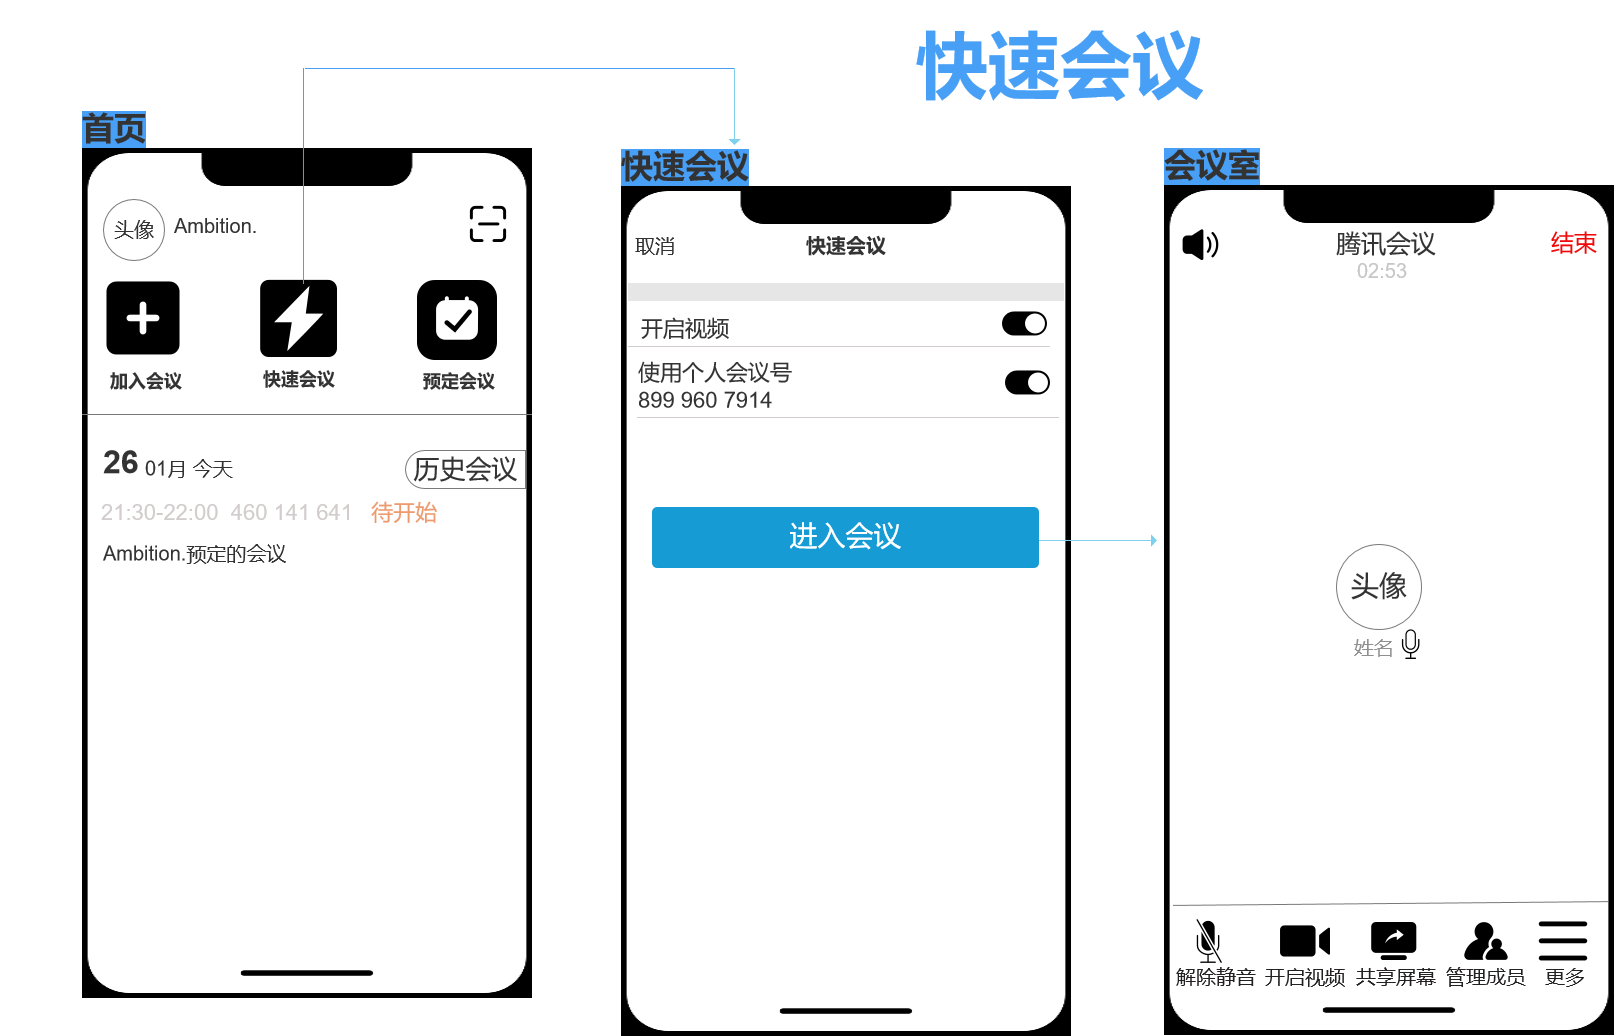 快速会议
首页
头像
Ambition.
加入会议
快速会议
预定会议
26 01月 今天
历史会议
21:30-22:00 460 141 641 待开始
Ambition.预定的会议
快速会议
取消
快速会议
开启视频
使用个人会议号
899 960 7914
进入会议
会议室
腾讯会议
02:53
结束
头像
姓名
解除静音
开启视频
共享屏幕
管理成员
更多